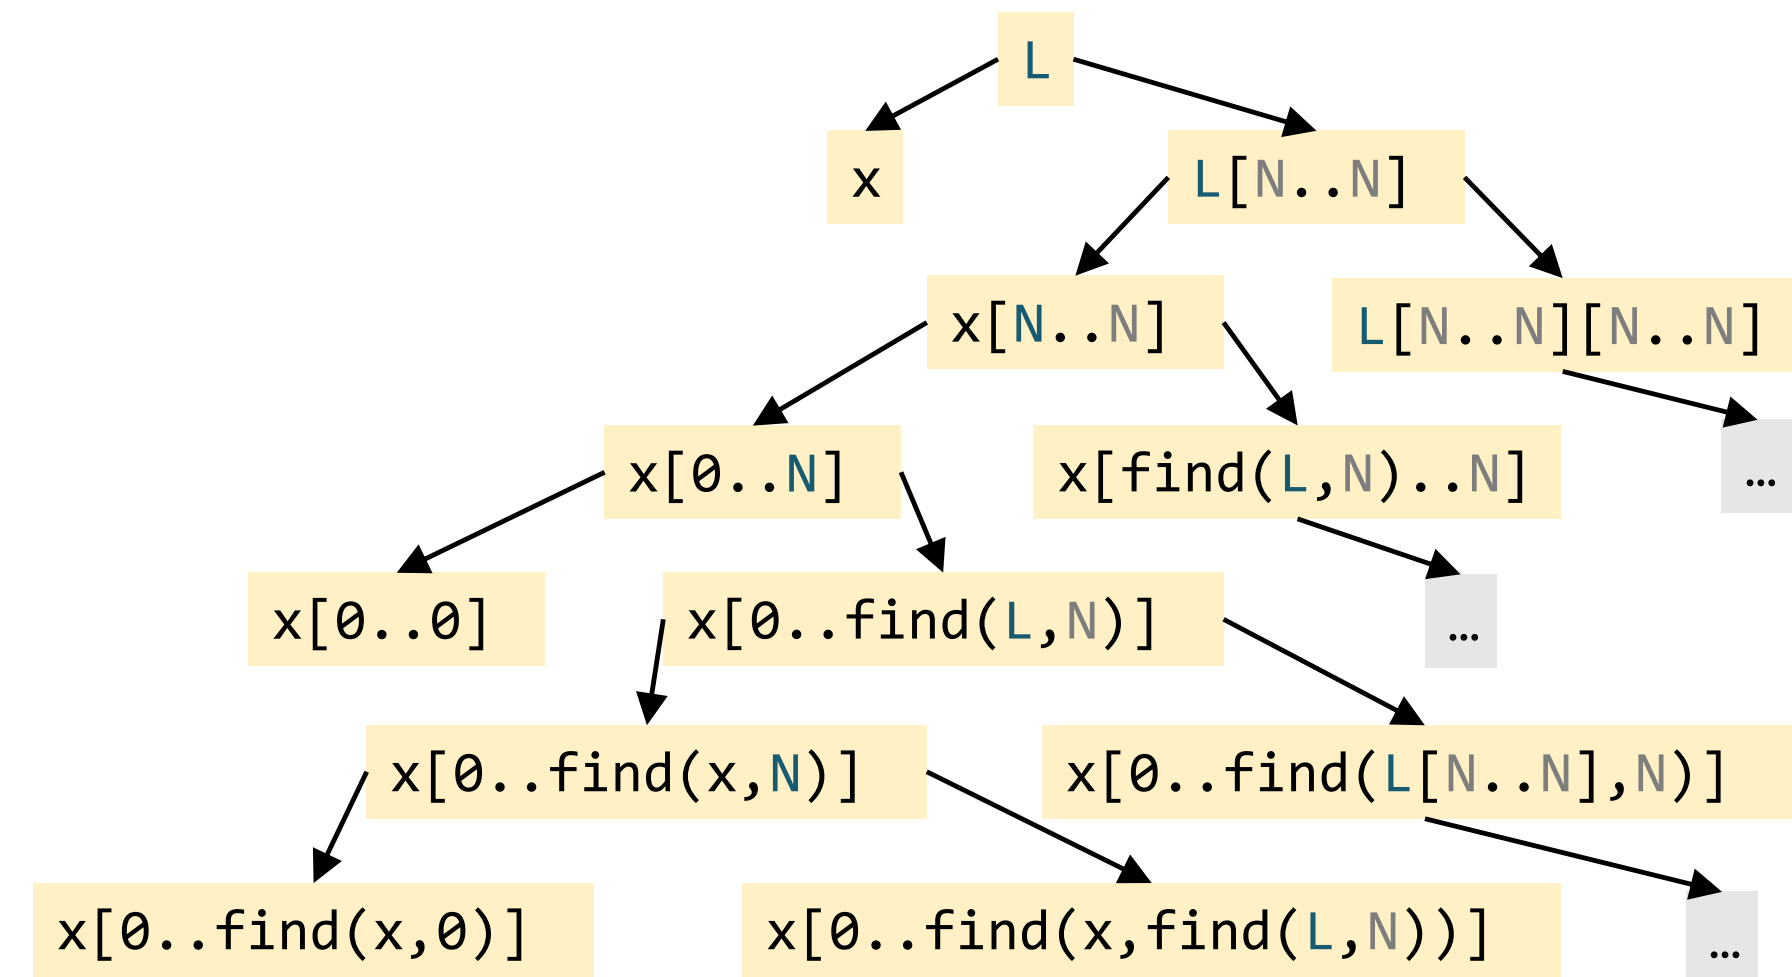 L
x
L[N..N]
x[N..N]
L[N..N][N..N]
x[0..N]
x[find(L,N)..N]
…
x[0..0]
x[0..find(L,N)]
…
x[0..find(x,N)]
x[0..find(L[N..N],N)]
x[0..find(x,0)]
x[0..find(x,find(L,N))]
…